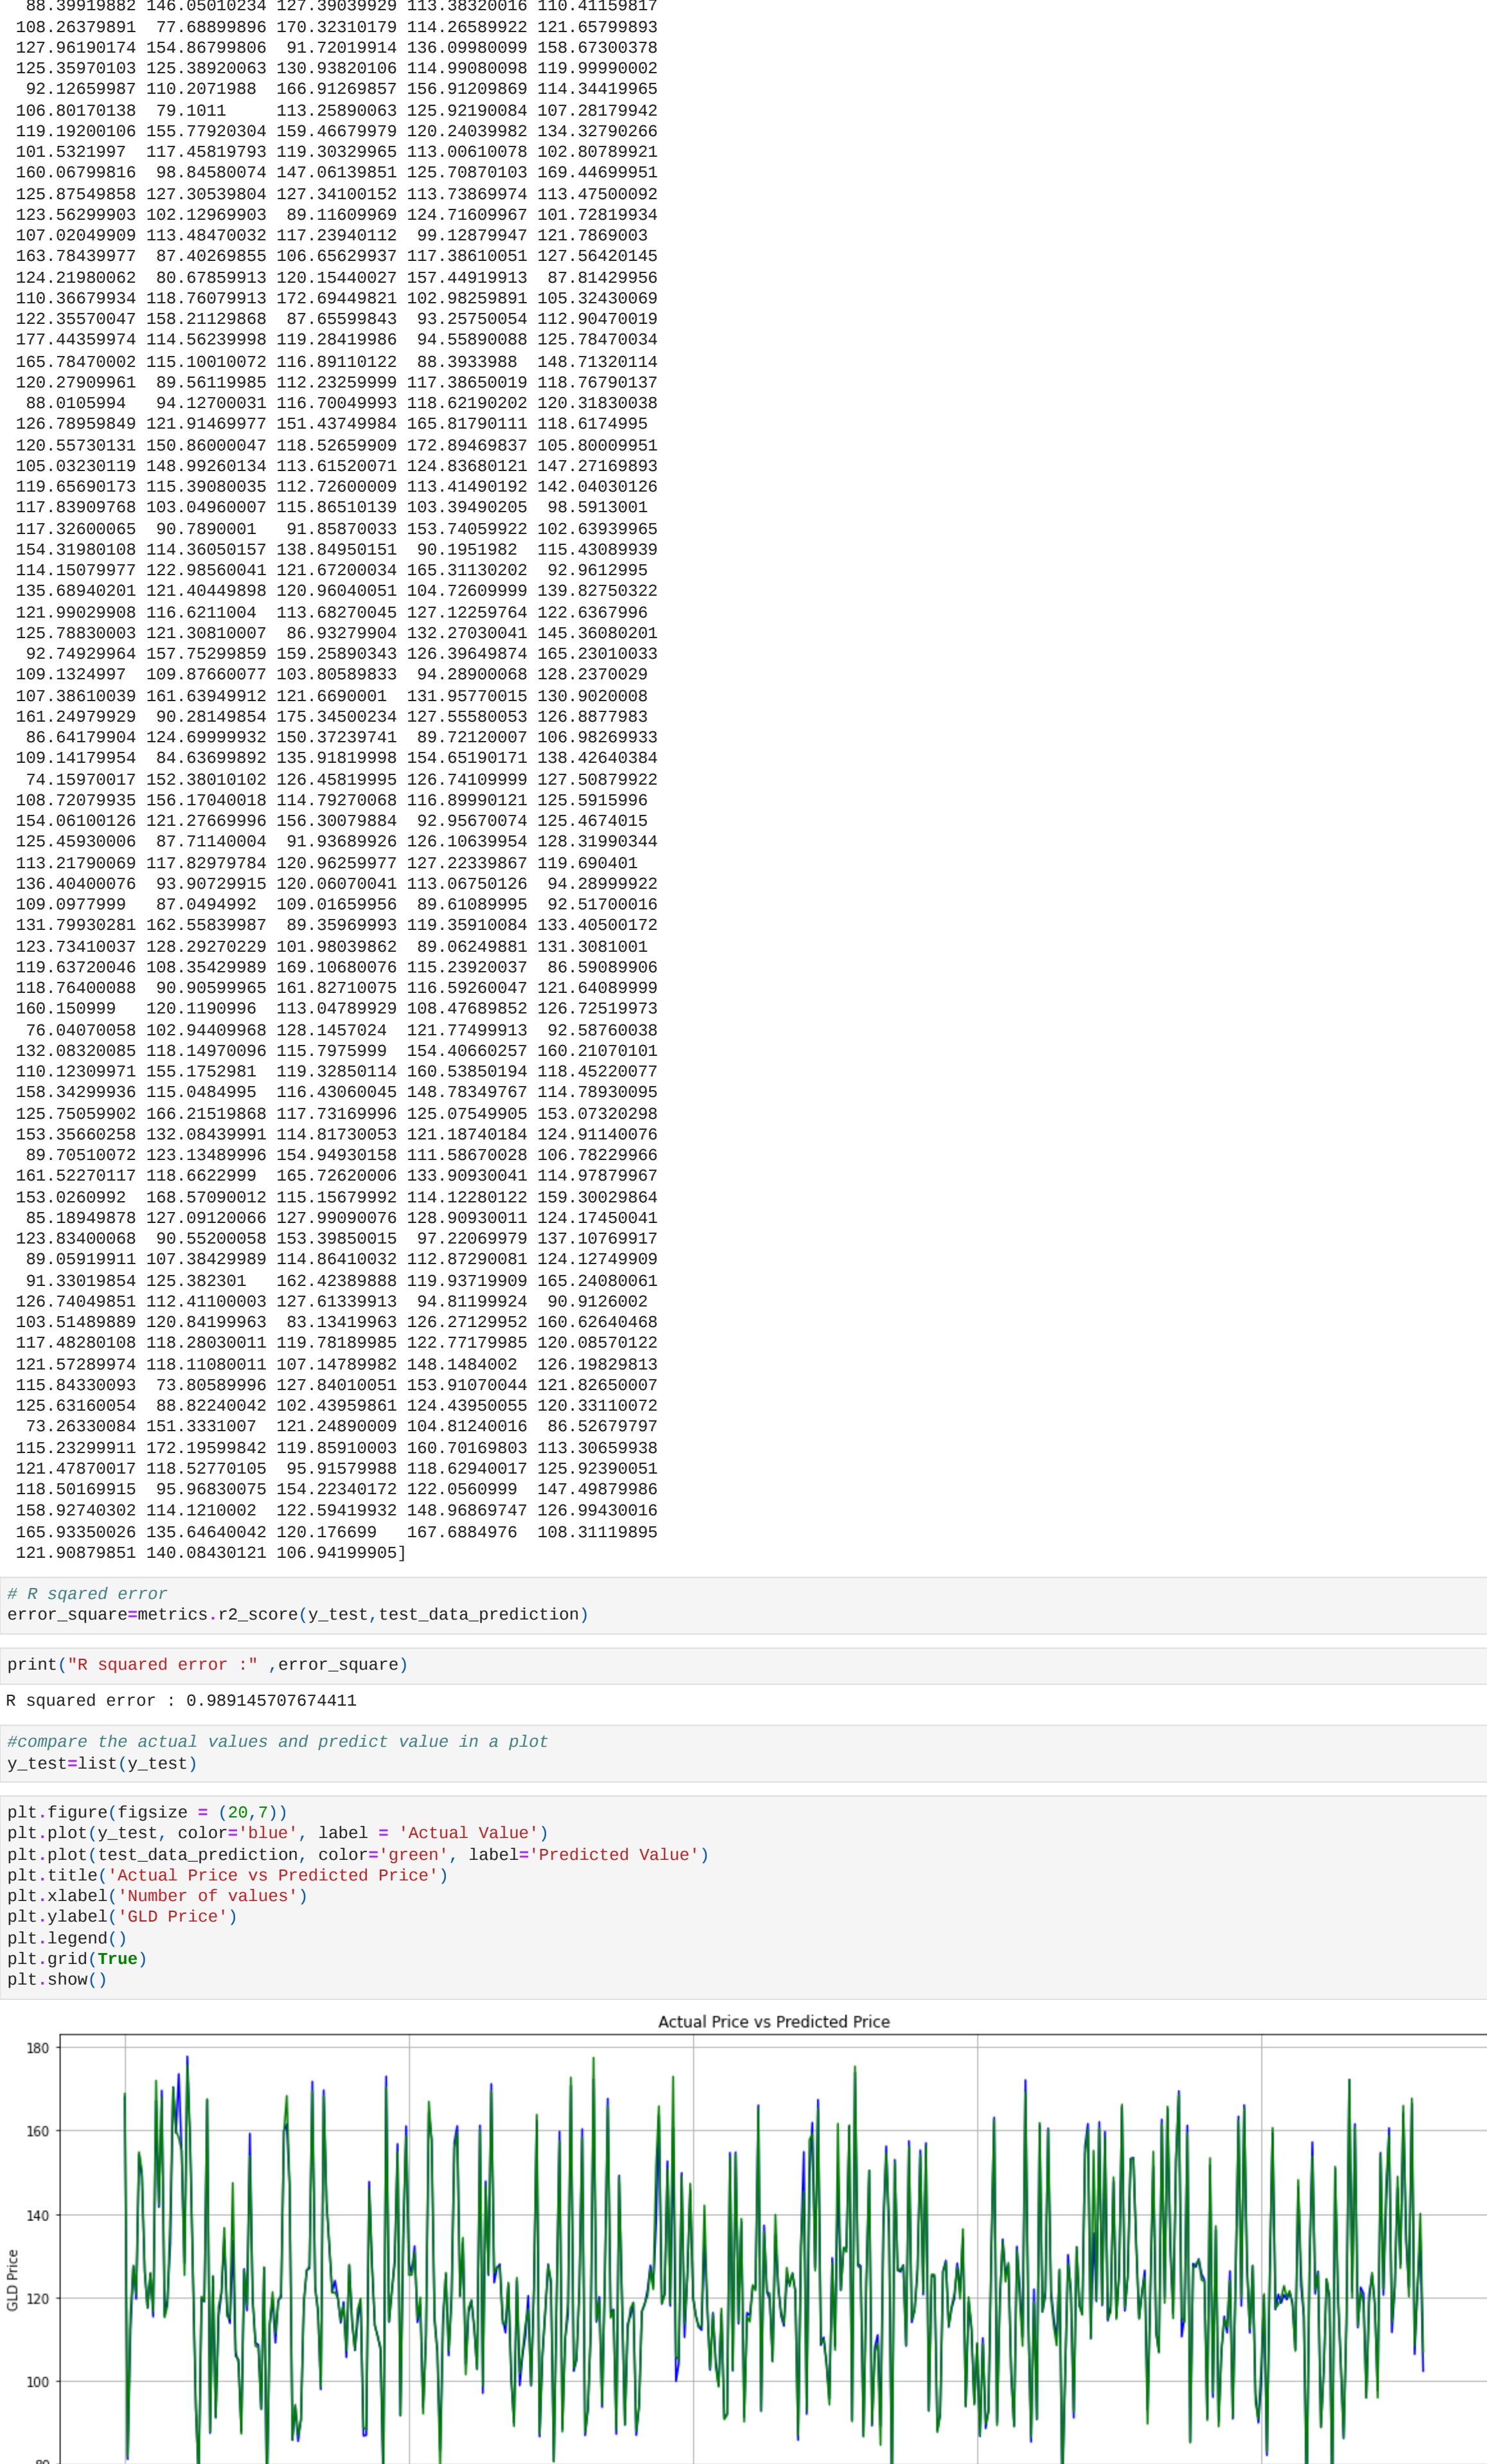 88.39919882 146.05010234 127.39039929 113.38320016 110.41159817
108.26379891 77.68899896 170.32310179 114.26589922 121.65799893
127.96190174 154.86799806 91.72019914 136.09980099 158.67300378
125.35970103 125.38920063 130.93820106 114.99080098 119.99990002
92.12659987 110.2071988 166.91269857 156.91209869 114.34419965
106.80170138 79.1011 113.25890063 125.92190084 107.28179942
119.19200106 155.77920304 159.46679979 120.24039982 134.32790266
101.5321997 117.45819793 119.30329965 113.00610078 102.80789921
160.06799816 98.84580074 147.06139851 125.70870103 169.44699951
125.87549858 127.30539804 127.34100152 113.73869974 113.47500092
123.56299903 102.12969903 89.11609969 124.71609967 101.72819934
107.02049909 113.48470032 117.23940112 99.12879947 121.7869003
163.78439977 87.40269855 106.65629937 117.38610051 127.56420145
124.21980062 80.67859913 120.15440027 157.44919913 87.81429956
110.36679934 118.76079913 172.69449821 102.98259891 105.32430069
122.35570047 158.21129868 87.65599843 93.25750054 112.90470019
177.44359974 114.56239998 119.28419986 94.55890088 125.78470034
165.78470002 115.10010072 116.89110122 88.3933988 148.71320114
120.27909961 89.56119985 112.23259999 117.38650019 118.76790137
88.0105994 94.12700031 116.70049993 118.62190202 120.31830038
126.78959849 121.91469977 151.43749984 165.81790111 118.6174995
120.55730131 150.86000047 118.52659909 172.89469837 105.80009951
105.03230119 148.99260134 113.61520071 124.83680121 147.27169893
119.65690173 115.39080035 112.72600009 113.41490192 142.04030126
117.83909768 103.04960007 115.86510139 103.39490205 98.5913001
117.32600065 90.7890001 91.85870033 153.74059922 102.63939965
154.31980108 114.36050157 138.84950151 90.1951982 115.43089939
114.15079977 122.98560041 121.67200034 165.31130202 92.9612995
135.68940201 121.40449898 120.96040051 104.72609999 139.82750322
121.99029908 116.6211004 113.68270045 127.12259764 122.6367996
125.78830003 121.30810007 86.93279904 132.27030041 145.36080201
92.74929964 157.75299859 159.25890343 126.39649874 165.23010033
109.1324997 109.87660077 103.80589833 94.28900068 128.2370029
107.38610039 161.63949912 121.6690001 131.95770015 130.9020008
161.24979929 90.28149854 175.34500234 127.55580053 126.8877983
86.64179904 124.69999932 150.37239741 89.72120007 106.98269933
109.14179954 84.63699892 135.91819998 154.65190171 138.42640384
74.15970017 152.38010102 126.45819995 126.74109999 127.50879922
108.72079935 156.17040018 114.79270068 116.89990121 125.5915996
154.06100126 121.27669996 156.30079884 92.95670074 125.4674015
125.45930006 87.71140004 91.93689926 126.10639954 128.31990344
113.21790069 117.82979784 120.96259977 127.22339867 119.690401
136.40400076 93.90729915 120.06070041 113.06750126 94.28999922
109.0977999 87.0494992 109.01659956 89.61089995 92.51700016
131.79930281 162.55839987 89.35969993 119.35910084 133.40500172
123.73410037 128.29270229 101.98039862 89.06249881 131.3081001
119.63720046 108.35429989 169.10680076 115.23920037 86.59089906
118.76400088 90.90599965 161.82710075 116.59260047 121.64089999
160.150999 120.1190996 113.04789929 108.47689852 126.72519973
76.04070058 102.94409968 128.1457024 121.77499913 92.58760038
132.08320085 118.14970096 115.7975999 154.40660257 160.21070101
110.12309971 155.1752981 119.32850114 160.53850194 118.45220077
158.34299936 115.0484995 116.43060045 148.78349767 114.78930095
125.75059902 166.21519868 117.73169996 125.07549905 153.07320298
153.35660258 132.08439991 114.81730053 121.18740184 124.91140076
89.70510072 123.13489996 154.94930158 111.58670028 106.78229966
161.52270117 118.6622999 165.72620006 133.90930041 114.97879967
153.0260992 168.57090012 115.15679992 114.12280122 159.30029864
85.18949878 127.09120066 127.99090076 128.90930011 124.17450041
123.83400068 90.55200058 153.39850015 97.22069979 137.10769917
89.05919911 107.38429989 114.86410032 112.87290081 124.12749909
91.33019854 125.382301 162.42389888 119.93719909 165.24080061
126.74049851 112.41100003 127.61339913 94.81199924 90.9126002
103.51489889 120.84199963 83.13419963 126.27129952 160.62640468
117.48280108 118.28030011 119.78189985 122.77179985 120.08570122
121.57289974 118.11080011 107.14789982 148.1484002 126.19829813
115.84330093 73.80589996 127.84010051 153.91070044 121.82650007
125.63160054 88.82240042 102.43959861 124.43950055 120.33110072
73.26330084 151.3331007 121.24890009 104.81240016 86.52679797
115.23299911 172.19599842 119.85910003 160.70169803 113.30659938
121.47870017 118.52770105 95.91579988 118.62940017 125.92390051
118.50169915 95.96830075 154.22340172 122.0560999 147.49879986
158.92740302 114.1210002 122.59419932 148.96869747 126.99430016
165.93350026 135.64640042 120.176699 167.6884976 108.31119895
121.90879851 140.08430121 106.94199905]
# R sqared error
error_square=metrics.r2_score(y_test,test_data_prediction)
print("R squared error :" ,error_square)
R squared error : 0.989145707674411
#compare the actual values and predict value in a plot
y_test=list(y_test)
plt.figure(figsize = (20,7))
plt.plot(y_test, color='blue', label = 'Actual Value')
plt.plot(test_data_prediction, color='green', label='Predicted Value')
plt.title('Actual Price vs Predicted Price')
plt.xlabel('Number of values')
plt.ylabel('GLD Price')
plt.legend()
plt.grid(True)
plt.show()
Actual Price vs Predicted Price
180
160
140
120
100
80
GLD Price